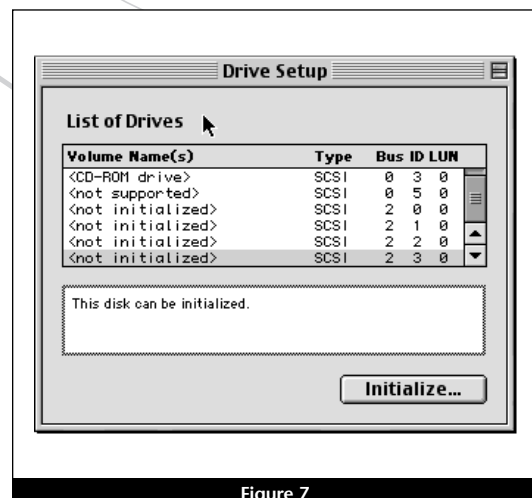 Drive Setup
List of Drives
Volume Name(s) Type Bus ID LUN
<CD-ROM drive> SCSI 0 3 0
<not supported> SCSI 0 5 0
<not initialized> SCSI 2 0 0
<not initialized> SCSI 2 1 0
<not initialized> SCSI 2 2 0
<not initialized> SCSI 2 3 0
This disk can be initialized.
Initialize...
Figure 7